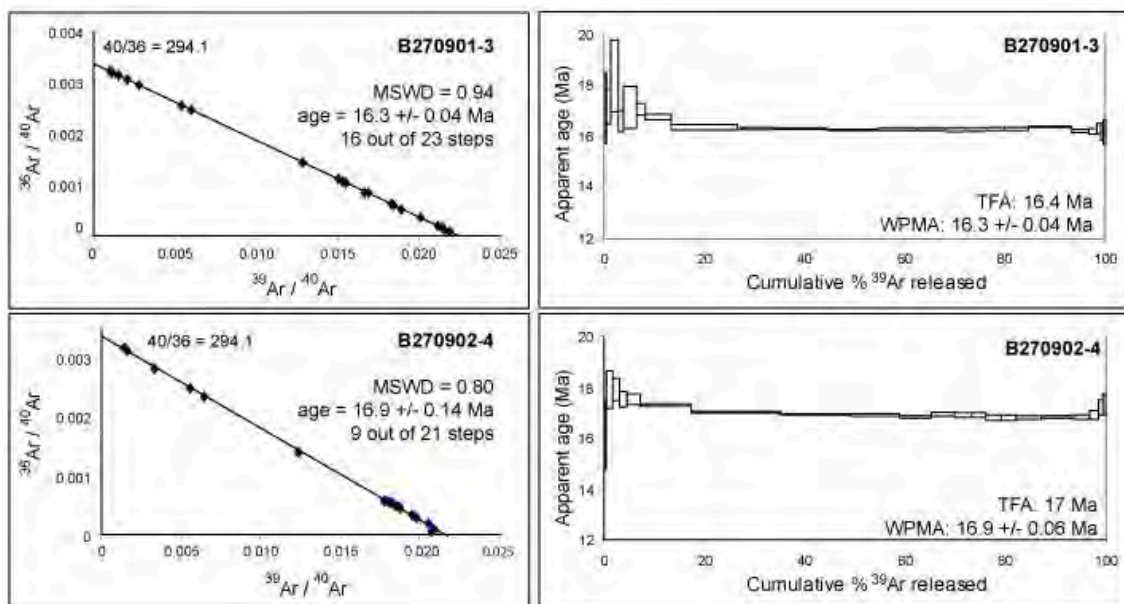 B270901-3
40/36 = 294.1
MSWD = 0.94
age = 16.3 +/- 0.04 Ma
16 out of 23 steps
0.004
0.003
0.002
0.001
0
36Ar / 40Ar
0 0.005 0.010 0.015 0.020 0.025
39Ar / 40Ar
B270901-3
20
18
16
14
12
Apparent age (Ma)
TFA: 16.4 Ma
WPMA: 16.3 +/- 0.04 Ma
0 20 40 60 80 100
Cumulative % 39Ar released
B270902-4
40/36 = 294.1
MSWD = 0.80
age = 16.9 +/- 0.14 Ma
9 out of 21 steps
0.003
0.002
0.001
0
36Ar / 40Ar
0 0.005 0.010 0.015 0.020 0.025
39Ar / 40Ar
B270902-4
20
18
16
14
12
Apparent age (Ma)
TFA: 17 Ma
WPMA: 16.9 +/- 0.06 Ma
0 20 40 60 80 100
Cumulative % 39Ar released